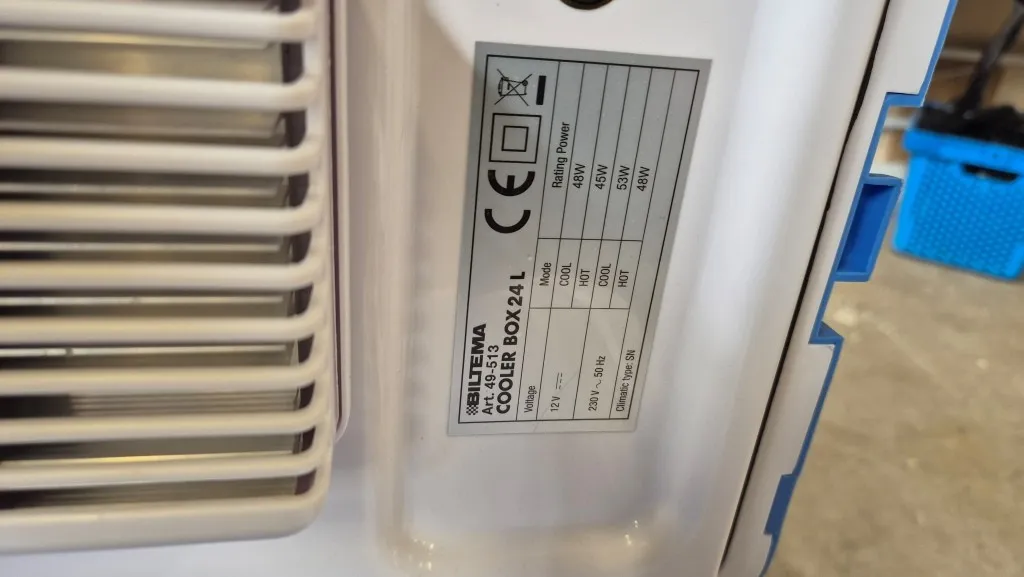 BILTEMA
Art. 49-513
COOLER BOX 24 L
CE
Voltage Mode Rating Power
12V ⎓ COOL 48W
HOT 45W
230 V ~ 50 Hz COOL 53W
HOT 48W
Climatic type: SN